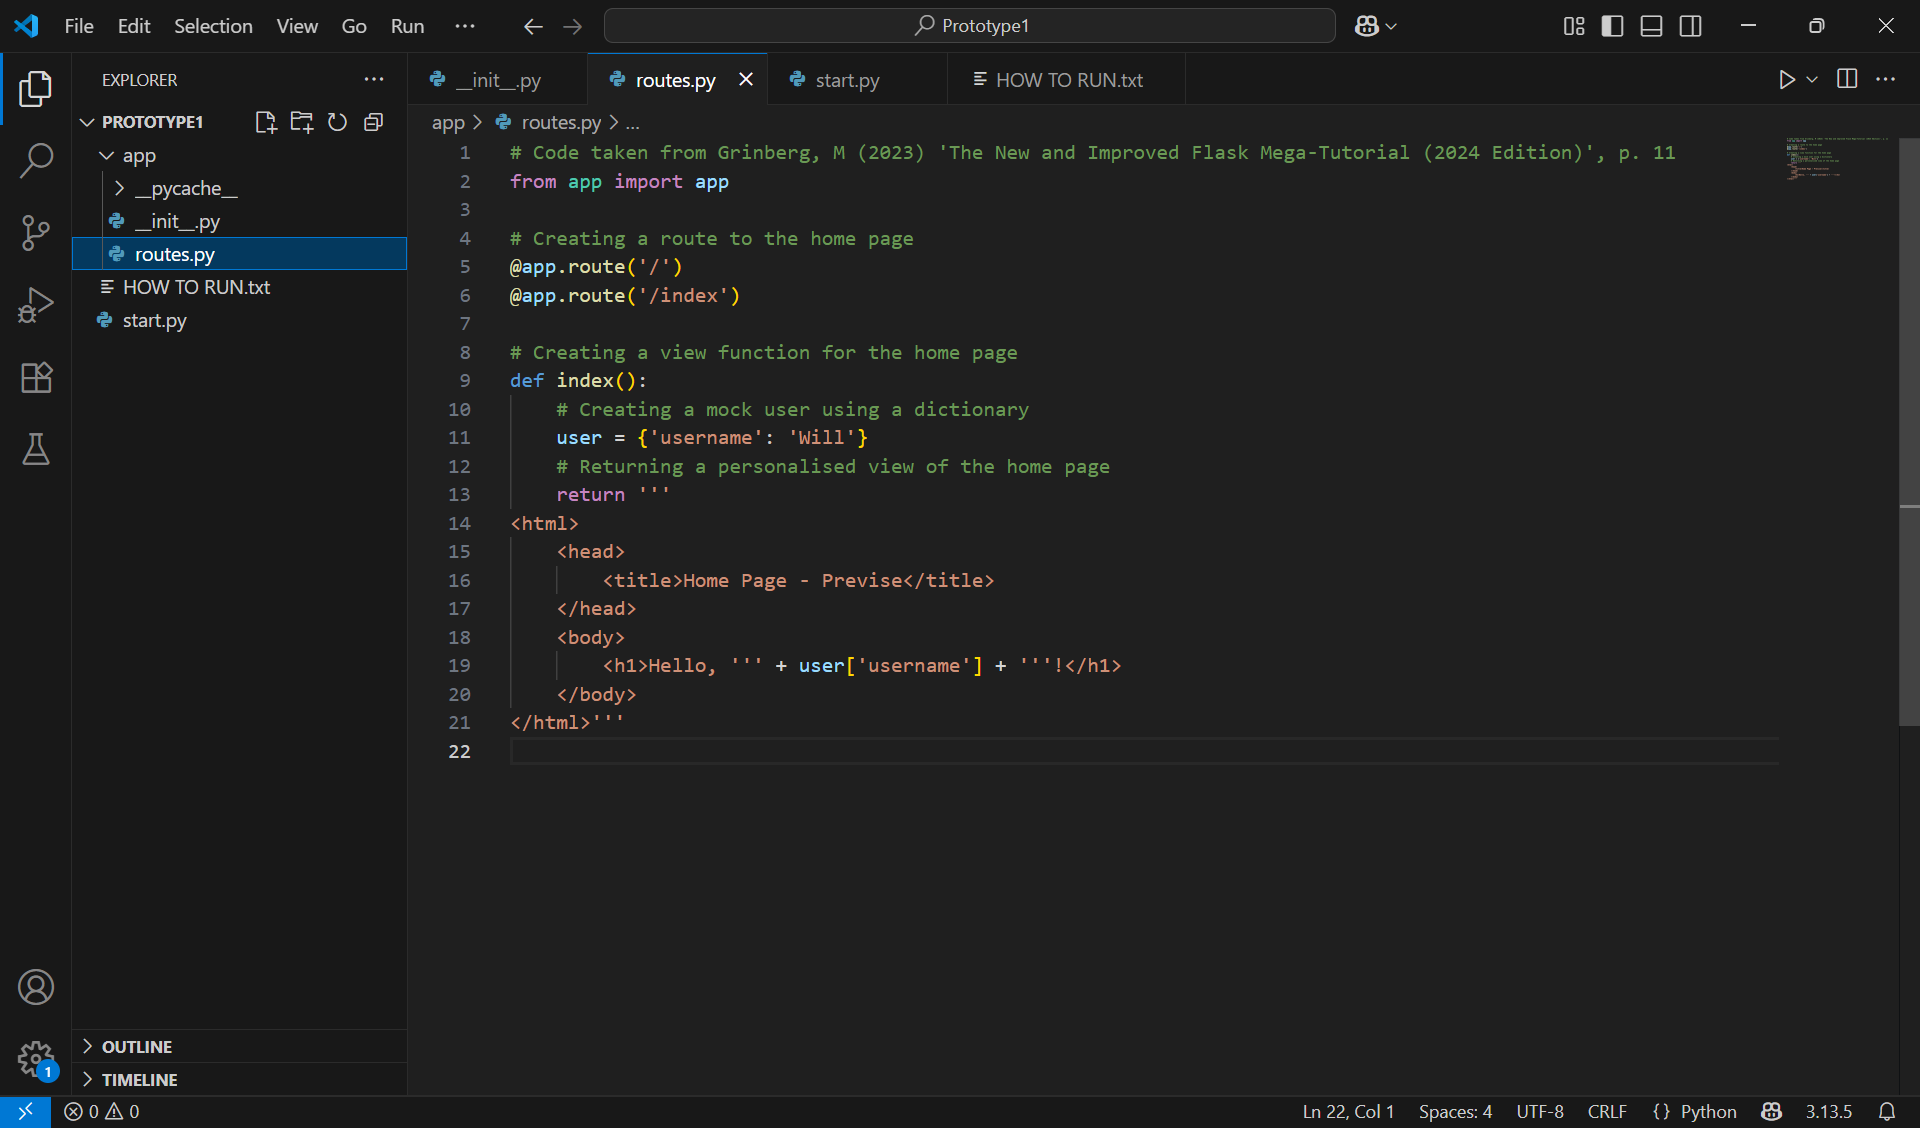 File Edit Selection View Go Run ··· Prototype1
EXPLORER ···
PROTOTYPE1
app
__pycache__
__init__.py
routes.py
HOW TO RUN.txt
start.py
OUTLINE
TIMELINE
1
__init__.py routes.py start.py HOW TO RUN.txt
app > routes.py > ...
1 # Code taken from Grinberg, M (2023) 'The New and Improved Flask Mega-Tutorial (2024 Edition)', p. 11
2 from app import app
3
4 # Creating a route to the home page
5 @app.route('/')
6 @app.route('/index')
7
8 # Creating a view function for the home page
9 def index():
10     # Creating a mock user using a dictionary
11     user = {'username': 'Will'}
12     # Returning a personalised view of the home page
13     return '''
14 <html>
15     <head>
16         <title>Home Page - Previse</title>
17     </head>
18     <body>
19         <h1>Hello, ''' + user['username'] + '''!</h1>
20     </body>
21 </html>'''
22
0 0 Ln 22, Col 1 Spaces: 4 UTF-8 CRLF {} Python 3.13.5